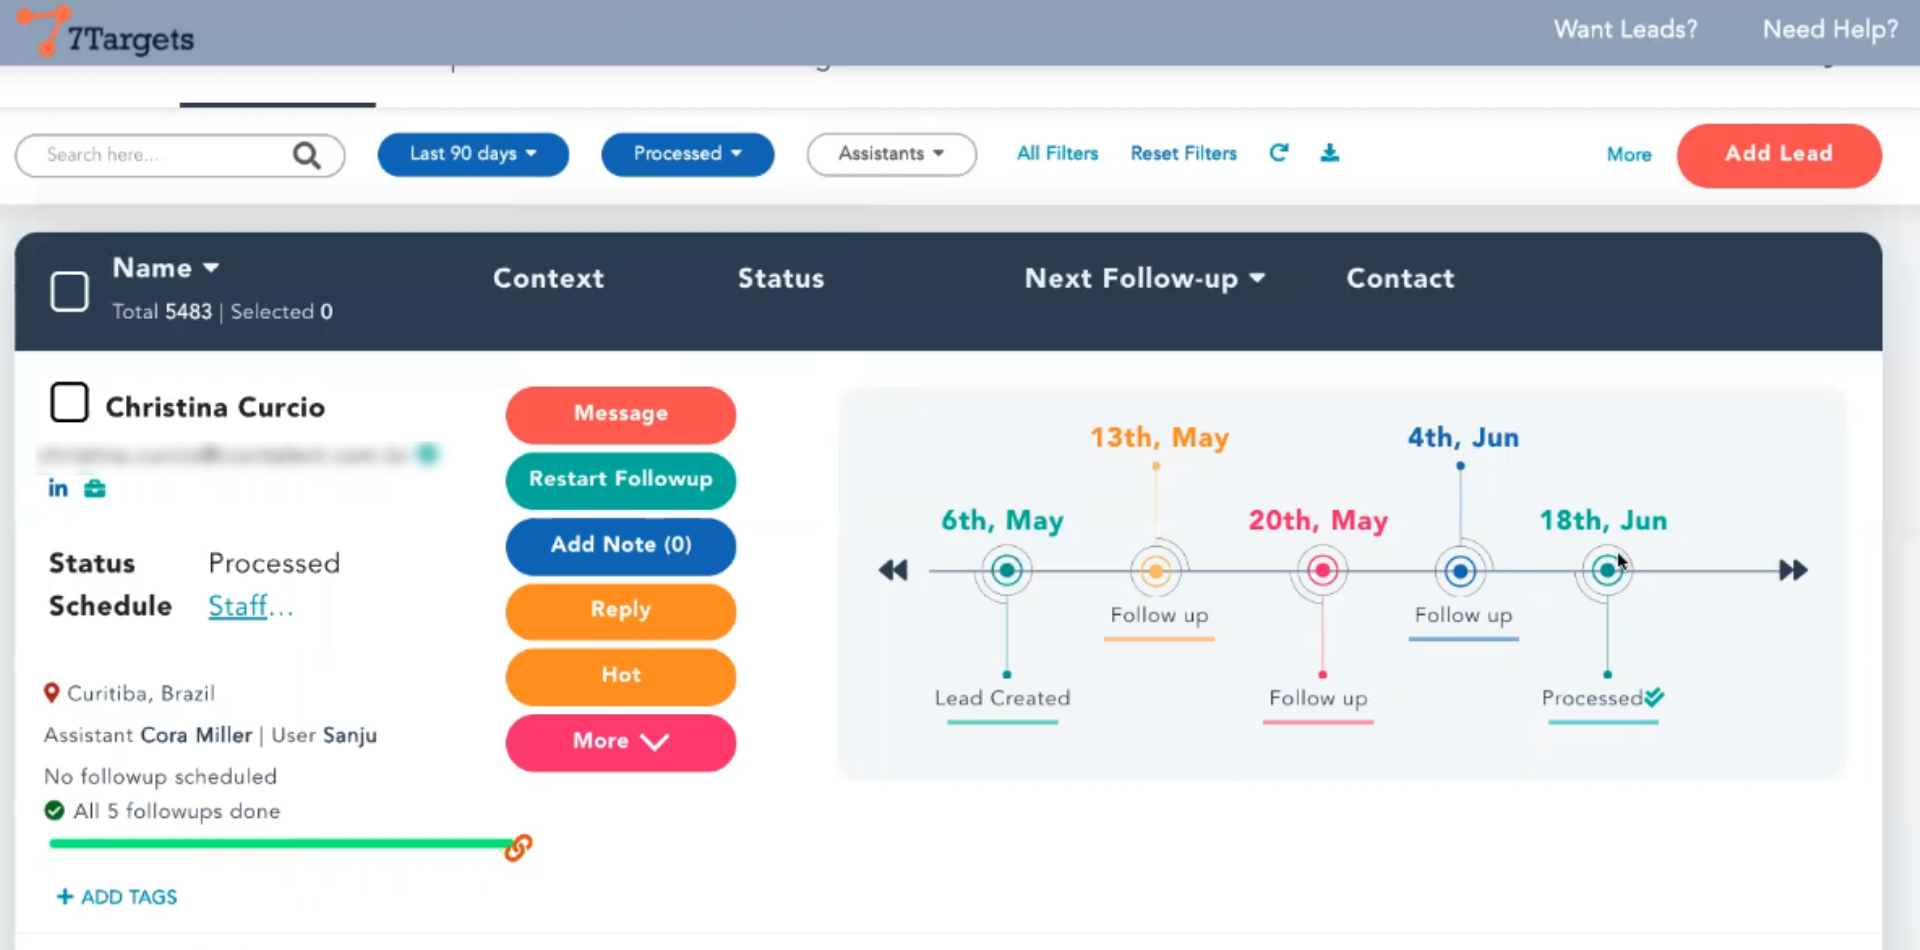 7Targets
Want Leads?
Need Help?
Search here...
Last 90 days
Processed
Assistants
All Filters
Reset Filters
More
Add Lead
Name
Total 5483 | Selected 0
Context
Status
Next Follow-up
Contact
Christina Curcio
in
Status Processed
Schedule Staff...
Curitiba, Brazil
Assistant Cora Miller | User Sanju
No followup scheduled
All 5 followups done
+ ADD TAGS
Message
Restart Followup
Add Note (0)
Reply
Hot
More
13th, May
4th, Jun
6th, May
20th, May
18th, Jun
Follow up
Follow up
Lead Created
Follow up
Processed